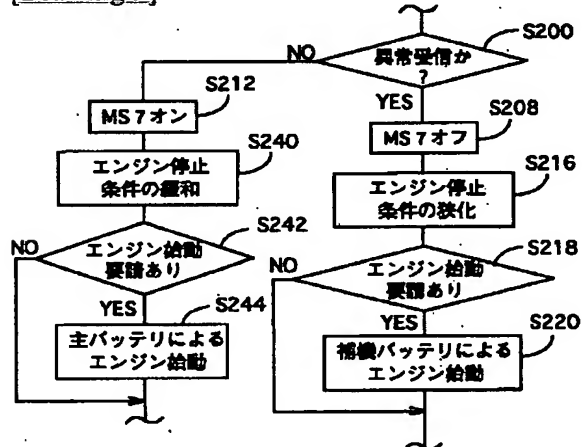 S200
異常受信か
?
NO
YES
S212
MS7オン
S208
MS7オフ
S240
エンジン停止
条件の緩和
S216
エンジン停止
条件の狭化
S242
エンジン始動
要請あり
NO
YES
S218
エンジン始動
要請あり
NO
YES
S244
主バッテリによる
エンジン始動
S220
補機バッテリによる
エンジン始動